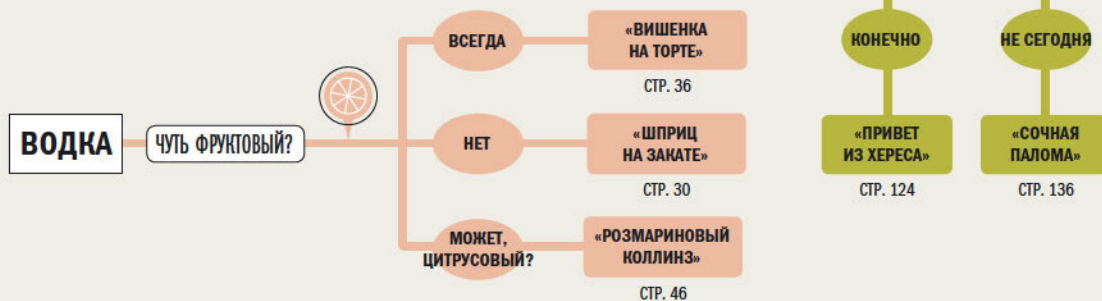 ВОДКА
ЧУТЬ ФРУКТОВЫЙ?
ВСЕГДА
«ВИШЕНКА
НА ТОРТЕ»
СТР. 36
НЕТ
«ШПРИЦ
НА ЗАКАТЕ»
СТР. 30
МОЖЕТ,
ЦИТРУСОВЫЙ?
«РОЗМАРИНОВЫЙ
КОЛЛИНЗ»
СТР. 46
КОНЕЧНО
«ПРИВЕТ
ИЗ ХЕРЕСА»
СТР. 124
НЕ СЕГОДНЯ
«СОЧНАЯ
ПАЛОМА»
СТР. 136